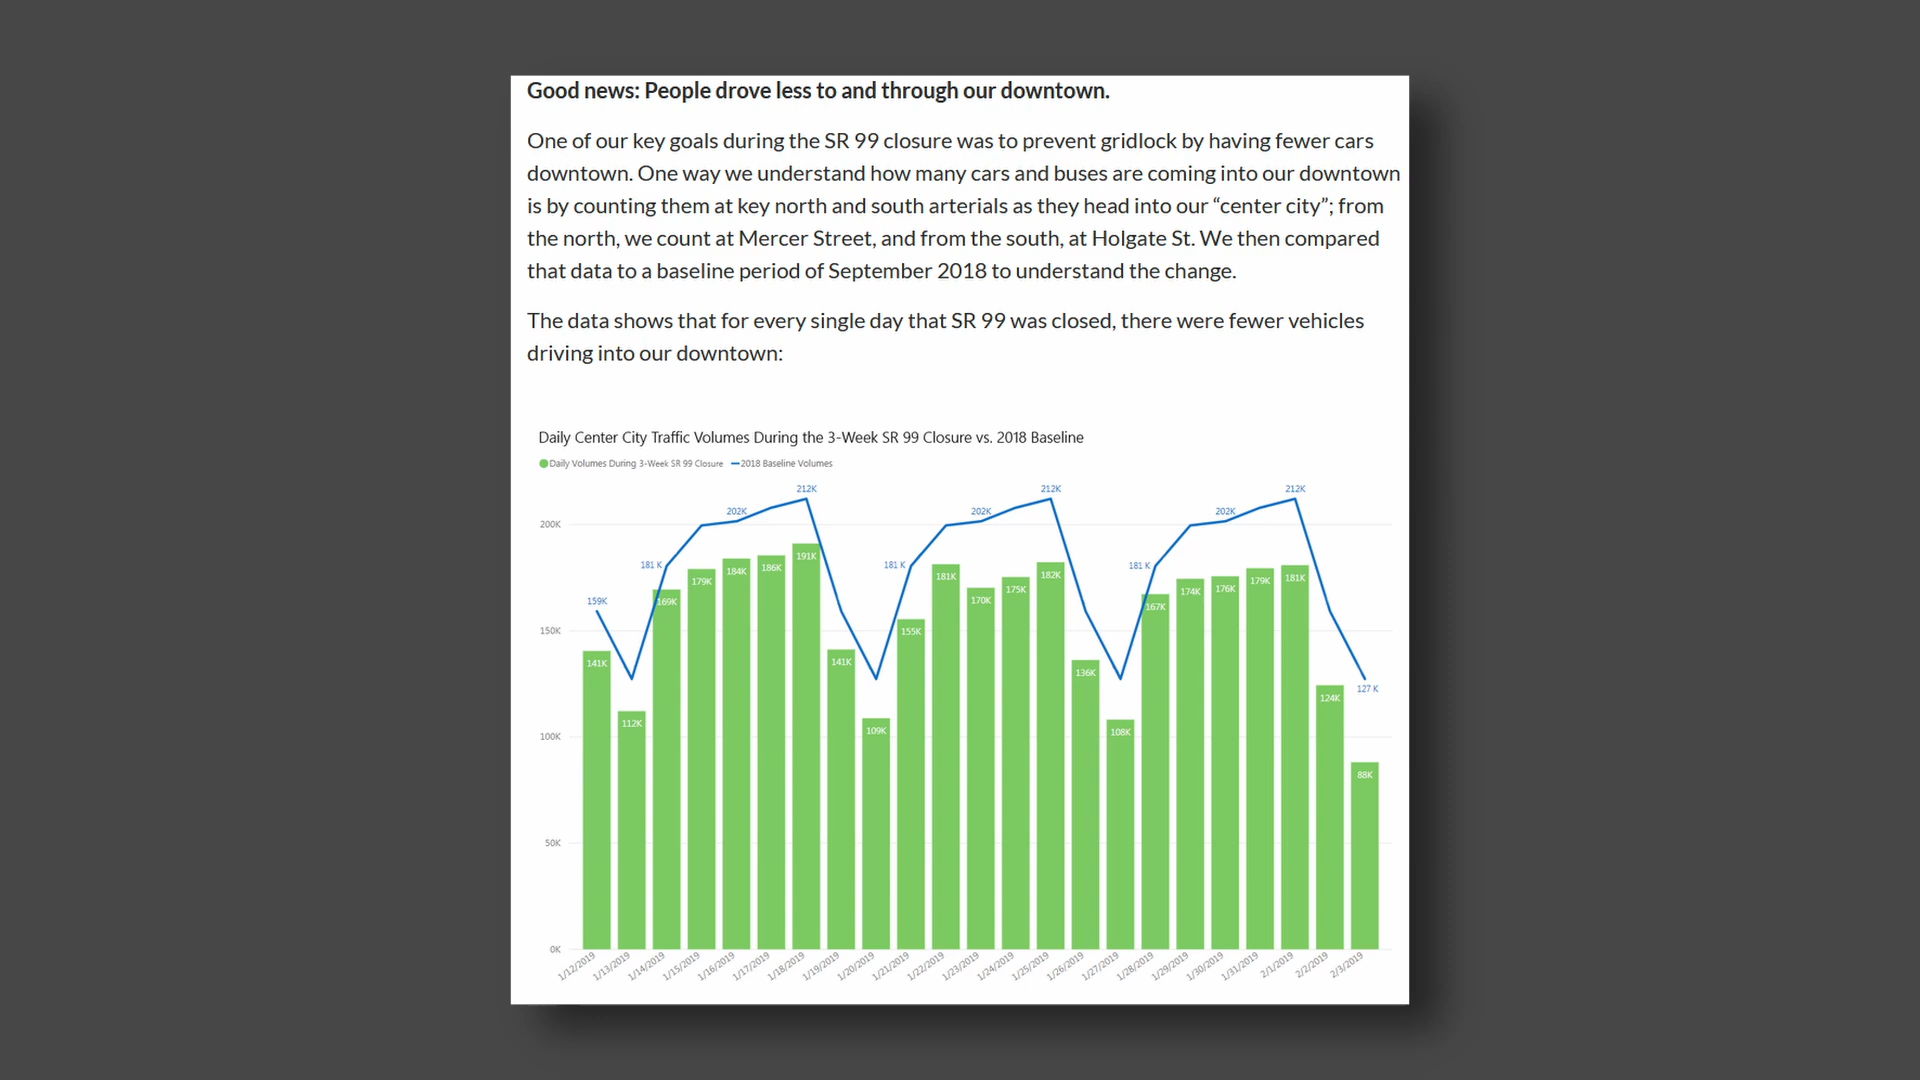 Good news: People drove less to and through our downtown.
One of our key goals during the SR 99 closure was to prevent gridlock by having fewer cars
downtown. One way we understand how many cars and buses are coming into our downtown
is by counting them at key north and south arterials as they head into our “center city”; from
the north, we count at Mercer Street, and from the south, at Holgate St. We then compared
that data to a baseline period of September 2018 to understand the change.
The data shows that for every single day that SR 99 was closed, there were fewer vehicles
driving into our downtown:
Daily Center City Traffic Volumes During the 3-Week SR 99 Closure vs. 2018 Baseline
Daily Volumes During 3-Week SR 99 Closure 2018 Baseline Volumes
212K 212K 212K
202K 202K 202K
200K
181 K 181 K 181 K
159K
191K
184K 186K
179K 181K 182K 181K
170K 175K 174K 176K 179K
169K 167K
150K
155K
141K 141K 136K
127 K
124K
112K 109K 108K
100K
88K
50K
0K
1/12/2019 1/13/2019 1/14/2019 1/15/2019 1/16/2019 1/17/2019 1/18/2019 1/19/2019 1/20/2019 1/21/2019 1/22/2019 1/23/2019 1/24/2019 1/25/2019 1/26/2019 1/27/2019 1/28/2019 1/29/2019 1/30/2019 1/31/2019 2/1/2019 2/2/2019 2/3/2019